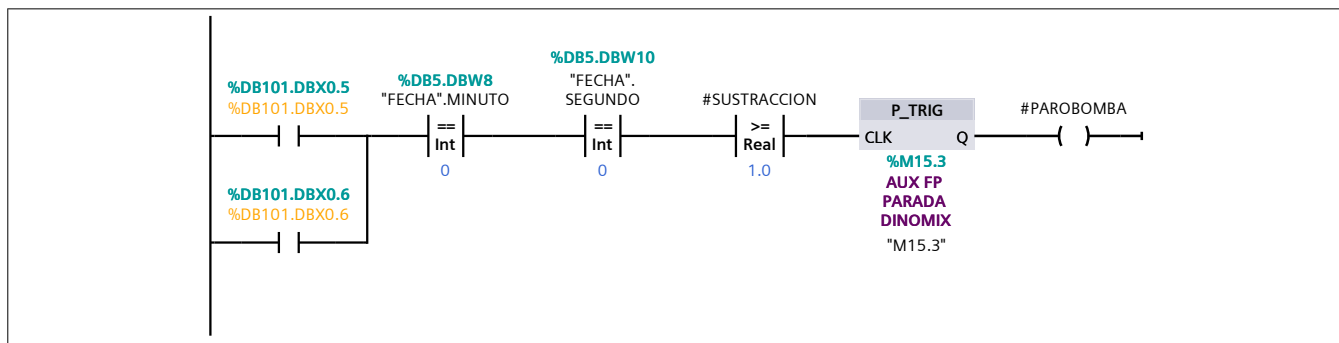 %DB101.DBX0.5
%DB101.DBX0.5
%DB5.DBW8
"FECHA".MINUTO
==
Int
0
%DB5.DBW10
"FECHA".
SEGUNDO
==
Int
0
#SUSTRACCION
>=
Real
1.0
P_TRIG
CLK Q
%M15.3
AUX FP
PARADA
DINOMIX
"M15.3"
#PAROBOMBA
%DB101.DBX0.6
%DB101.DBX0.6